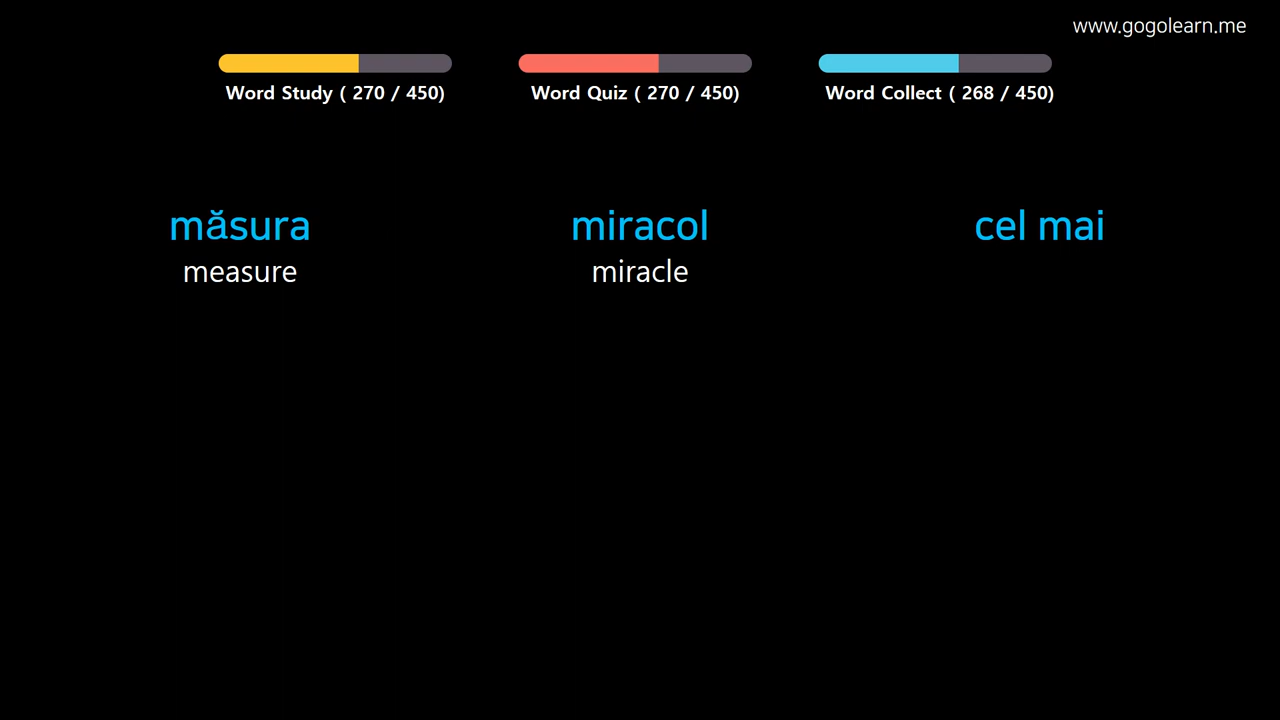 www.gogolearn.me
Word Study ( 270 / 450)
Word Quiz ( 270 / 450)
Word Collect ( 268 / 450)
măsura
measure
miracol
miracle
cel mai